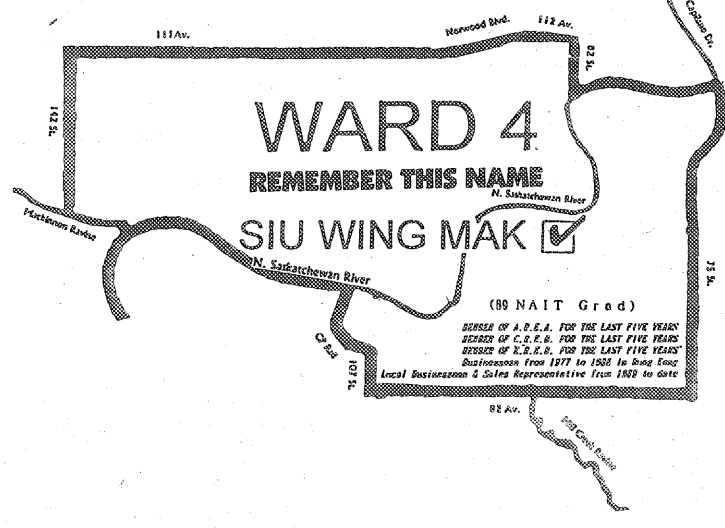 111 Av.
Norwood Blvd.
112 Av.
Capilano Dr.
82 St.
142 St.
WARD 4
REMEMBER THIS NAME
N. Saskatchewan River
MacKinnon Ravine
SIU WING MAK
N. Saskatchewan River
75 St.
(89 NAIT Grad)
MEMBER OF A.B.E.A. FOR THE LAST FIVE YEARS
MEMBER OF C.B.E.B. FOR THE LAST FIVE YEARS
MEMBER OF E.B.E.B. FOR THE LAST FIVE YEARS
Businessman from 1977 to 1988 in Hong Kong
Local Businessman & Sales Representative from 1989 to date
CP Rail
107 St.
82 Av.
Mill Creek Ravine